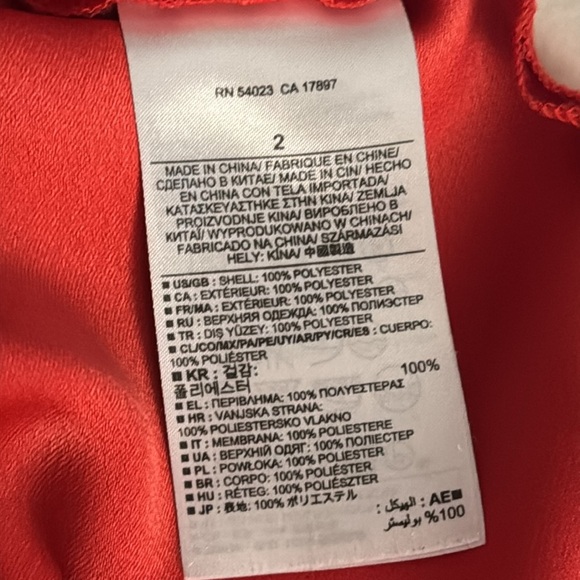 RN 54023 CA 17897
2
MADE IN CHINA/ FABRIQUE EN CHINE/
СДЕЛАНО В КИТАЕ/ MADE IN CIN/ HECHO
EN CHINA CON TELA IMPORTADA/
ΚΑΤΑΣΚΕΥΑΣΤΗΚΕ ΣΤΗΝ ΚΙΝΑ/ ZEMLJA
PROIZVODNJE KINA/ ВИРОБЛЕНО В
КИТАЇ/ WYPRODUKOWANO W CHINACH/
FABRICADO NA CHINA/ SZÁRMAZÁSI
HELY: KÍNA/ 中國製造
■ US/GB : SHELL: 100% POLYESTER
■ CA : EXTÉRIEUR: 100% POLYESTER
■ FR/MA : EXTÉRIEUR: 100% POLYESTER
■ RU : ВЕРХНЯЯ ОДЕЖДА: 100% ПОЛИЭСТЕР
■ TR : DIŞ YÜZEY: 100% POLYESTER
■ CL/CO/MX/PA/PE/UY/AR/PY/CR/ES : CUERPO:
100% POLIÉSTER
■ KR : 겉감: 100%
폴리에스터
■ EL : ΠΕΡΙΒΛΗΜΑ: 100% ΠΟΛΥΕΣΤΕΡΑΣ
■ HR : VANJSKA STRANA:
100% POLIESTERSKO VLAKNO
■ IT : MEMBRANA: 100% POLIESTERE
■ UA : ВЕРХНІЙ ОДЯГ: 100% ПОЛІЕСТЕР
■ PL : POWŁOKA: 100% POLIESTER
■ BR : CORPO: 100% POLIÉSTER
■ HU : RÉTEG: 100% POLIÉSZTER
■ JP : 表地: 100% ポリエステル
■AE : الهيكل :
100% بوليستر